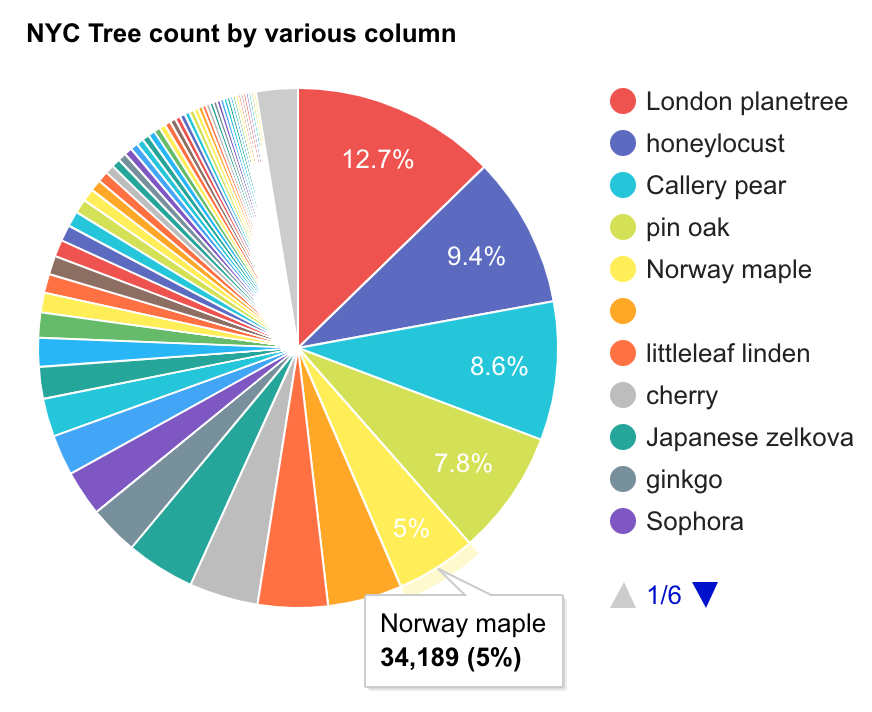 NYC Tree count by various column
12.7%
9.4%
8.6%
7.8%
5%
London planetree
honeylocust
Callery pear
pin oak
Norway maple
littleleaf linden
cherry
Japanese zelkova
ginkgo
Sophora
1/6
Norway maple
34,189 (5%)